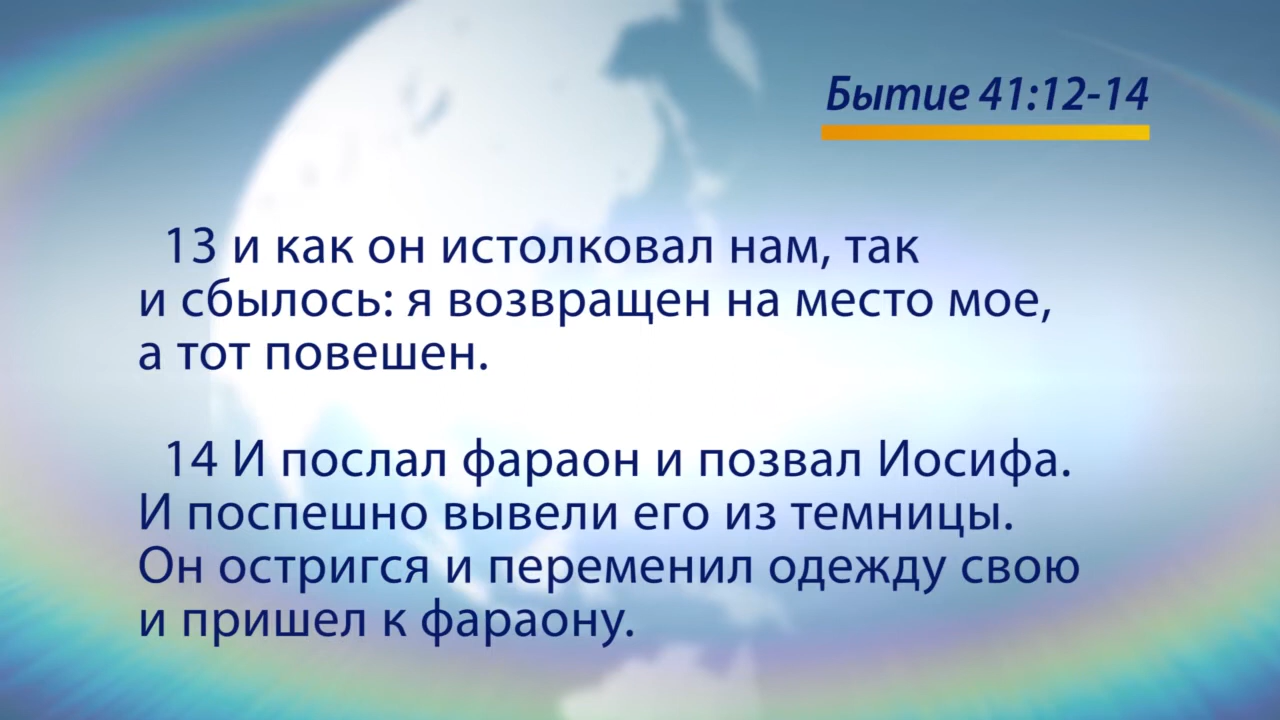 Бытие 41:12-14
13 и как он истолковал нам, так
и сбылось: я возвращен на место мое,
а тот повешен.
14 И послал фараон и позвал Иосифа.
И поспешно вывели его из темницы.
Он остригся и переменил одежду свою
и пришел к фараону.